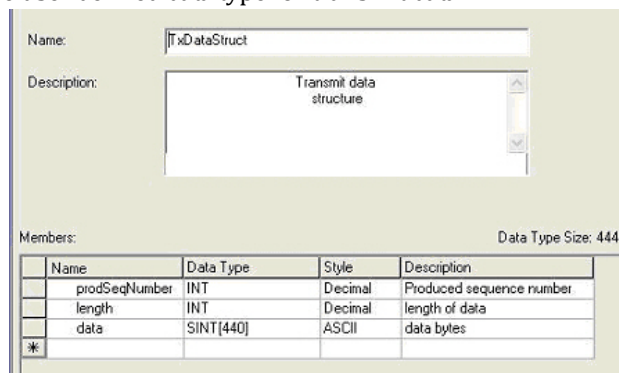 Name: TxDataStruct
Description: Transmit data
structure
Members: Data Type Size: 444
Name Data Type Style Description
prodSeqNumber INT Decimal Produced sequence number
length INT Decimal length of data
data SINT[440] ASCII data bytes
*